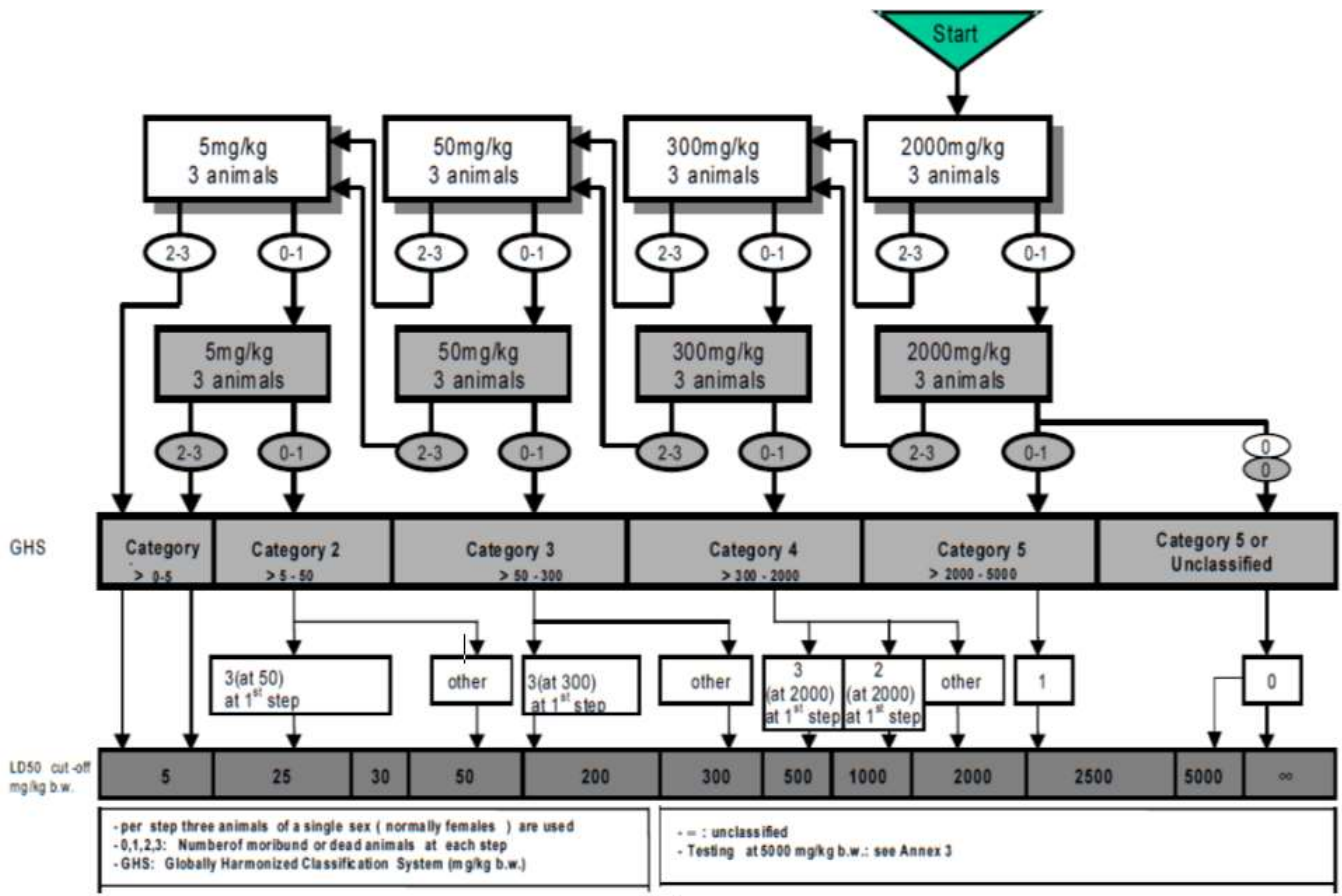 Start
5mg/kg
3 animals
50mg/kg
3 animals
300mg/kg
3 animals
2000mg/kg
3 animals
2-3
0-1
2-3
0-1
2-3
0-1
2-3
0-1
5mg/kg
3 animals
50mg/kg
3 animals
300mg/kg
3 animals
2000mg/kg
3 animals
2-3
0-1
2-3
0-1
2-3
0-1
2-3
0-1
0
0
GHS
Category
> 0-5
Category 2
> 5 - 50
Category 3
> 50 - 300
Category 4
> 300 - 2000
Category 5
> 2000 - 5000
Category 5 or
Unclassified
3(at 50)
at 1st step
other
3(at 300)
at 1st step
other
3
(at 2000)
at 1st step
2
(at 2000)
at 1st step
other
1
0
LD50 cut-off
mg/kg b.w.
5
25
30
50
200
300
500
1000
2000
2500
5000
∞
- per step three animals of a single sex ( normally females ) are used
- 0,1,2,3: Numberof moribund or dead animals at each step
- GHS: Globally Harmonized Classification System (mg/kg b.w.)
- ∞ : unclassified
- Testing at 5000 mg/kg b.w.: see Annex 3